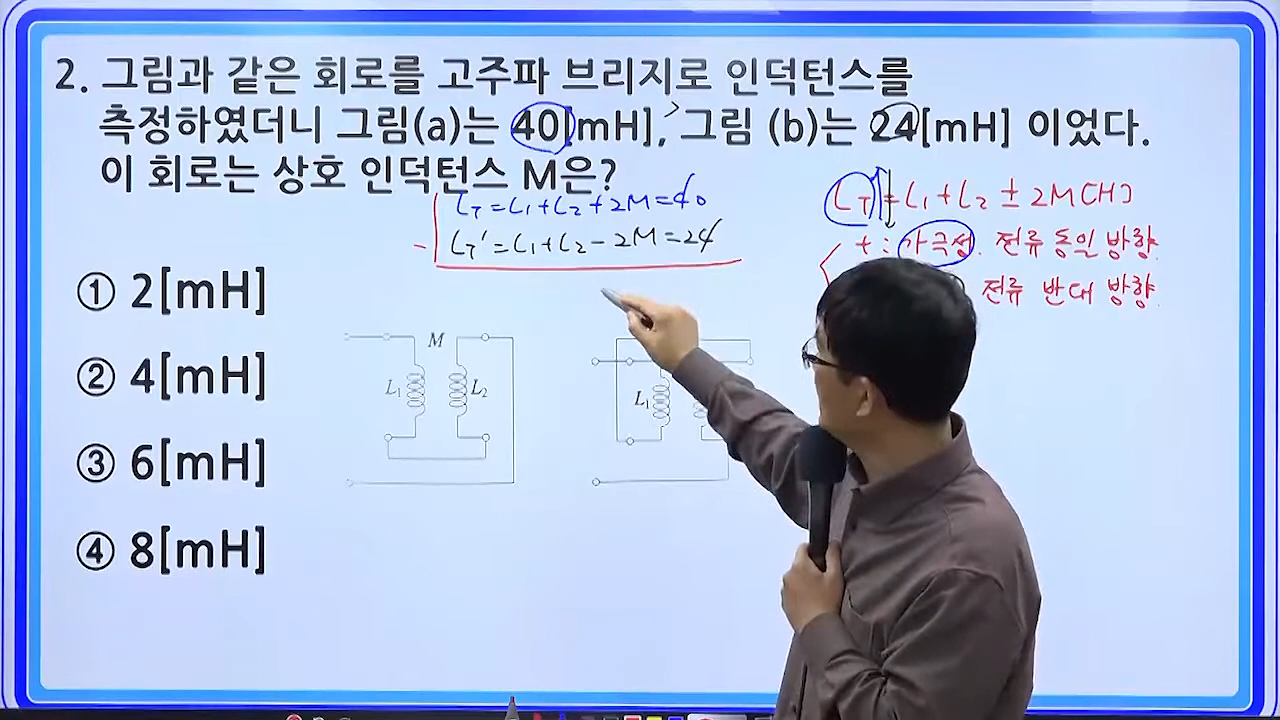 2. 그림과 같은 회로를 고주파 브리지로 인덕턴스를
측정하였더니 그림(a)는 40[mH], 그림 (b)는 24[mH] 이었다.
이 회로는 상호 인덕턴스 M은?
L_T = L₁+L₂+2M=40
- L_T' = L₁+L₂-2M=24
L_T = L₁+L₂ ± 2M[H]
+ : 가극성. 전류 동일 방향.
전류 반대 방향.
① 2[mH]
② 4[mH]
③ 6[mH]
④ 8[mH]
M
L₁
L₂
L₁